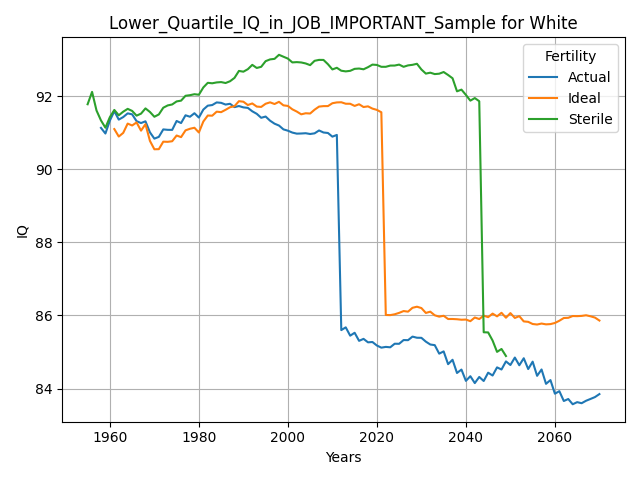 Lower_Quartile_IQ_in_JOB_IMPORTANT_Sample for White
Fertility
Actual
Ideal
Sterile
IQ
92
90
88
86
84
1960
1980
2000
2020
2040
2060
Years